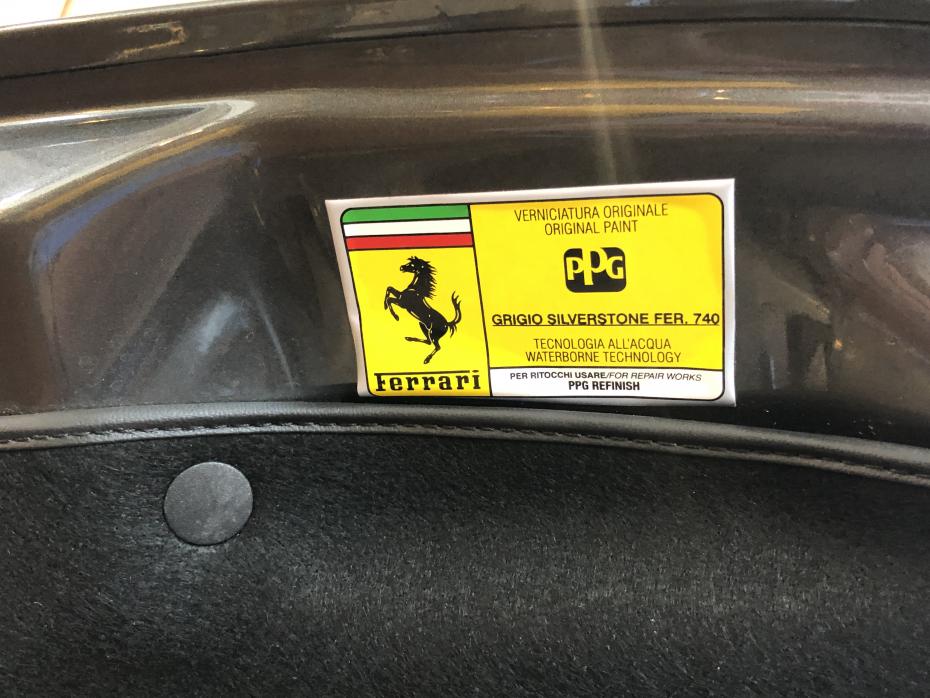 VERNICIATURA ORIGINALE
ORIGINAL PAINT
PPG
GRIGIO SILVERSTONE FER. 740
TECNOLOGIA ALL'ACQUA
WATERBORNE TECHNOLOGY
PER RITOCCHI USARE/FOR REPAIR WORKS
PPG REFINISH
Ferrari